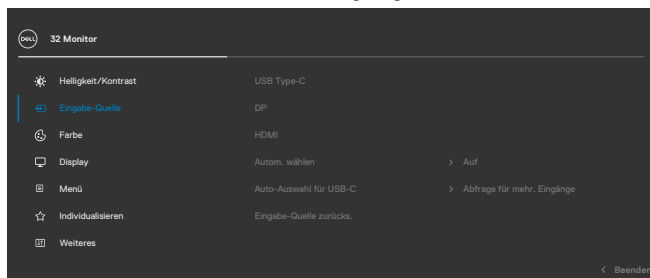 DELL 32 Monitor
Helligkeit/Kontrast USB Type-C
Eingabe-Quelle DP
Farbe HDMI
Display Autom. wählen > Auf
Menü Auto-Auswahl für USB-C > Abfrage für mehr. Eingänge
Individualisieren Eingabe-Quelle zurücks.
Weiteres
< Beenden